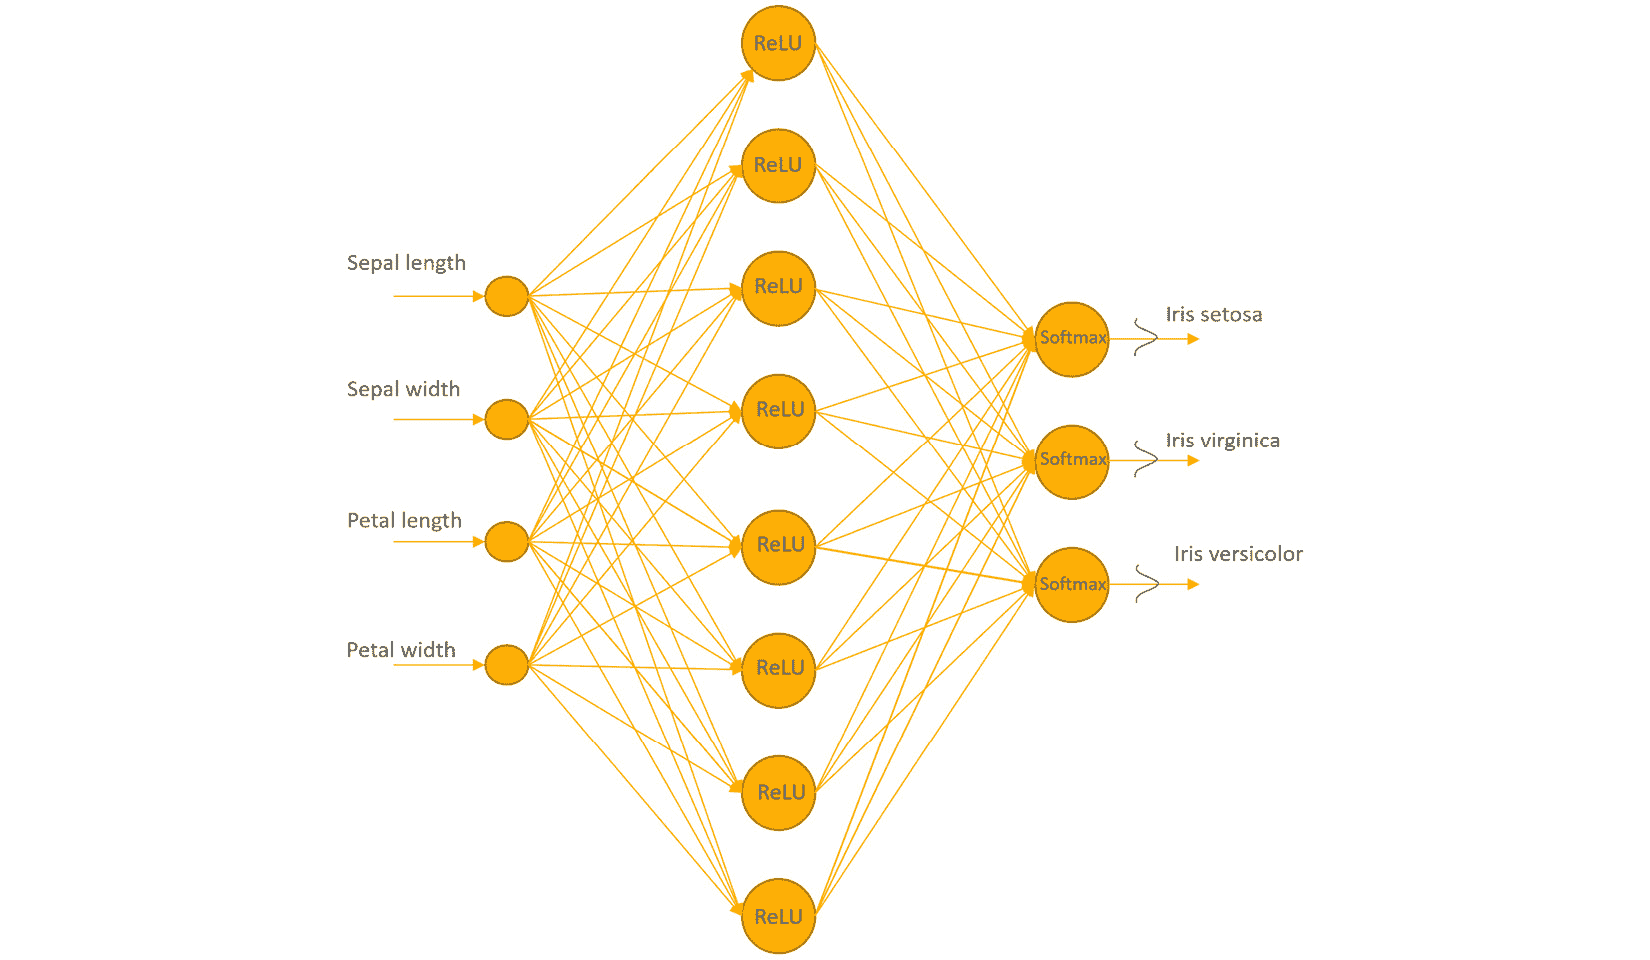 Sepal length
Sepal width
Petal length
Petal width
ReLU
ReLU
ReLU
ReLU
ReLU
ReLU
ReLU
ReLU
Softmax
Softmax
Softmax
Iris setosa
Iris virginica
Iris versicolor